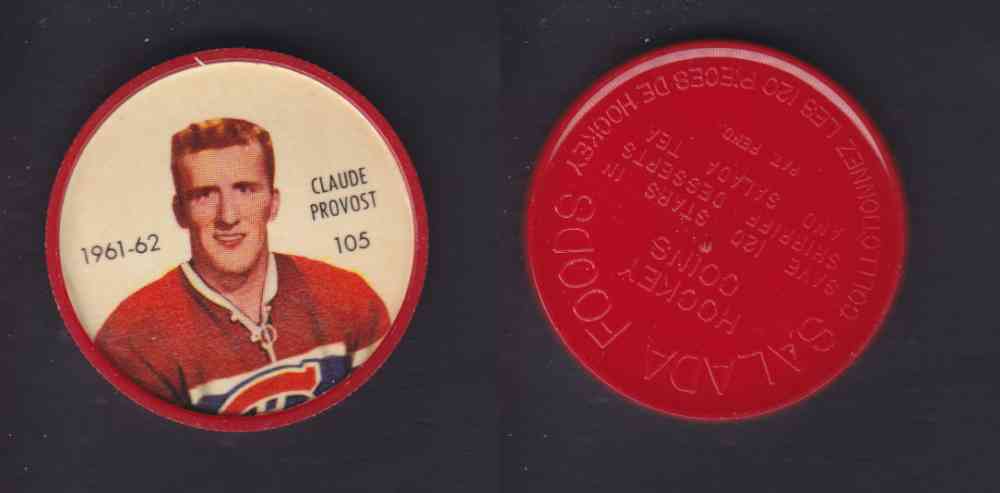 CLAUDE
PROVOST
1961-62
105
COLLECTIONNEZ LES 120 PIECES DE HOCKEY
SALADA FOODS
HOCKEY
COINS
SAVE 120
STARS IN
SHIRRIFF DESSERTS
AND
SALADA TEA